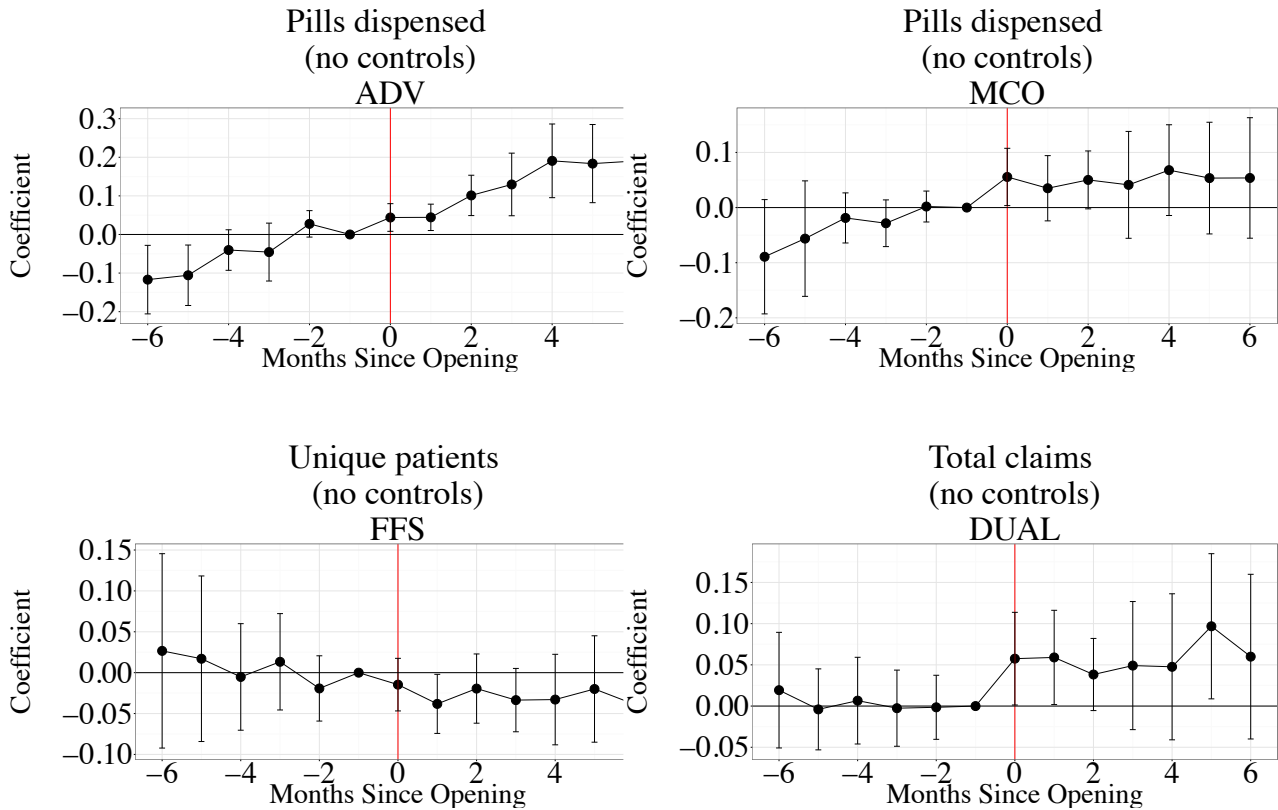 Pills dispensed
(no controls)
ADV
0.3
0.2
0.1
0.0
−0.1
−0.2
Coefficient
−6 −4 −2 0 2 4
Months Since Opening
Pills dispensed
(no controls)
MCO
0.1
0.0
−0.1
−0.2
Coefficient
−6 −4 −2 0 2 4 6
Months Since Opening
Unique patients
(no controls)
FFS
0.15
0.10
0.05
0.00
−0.05
−0.10
Coefficient
−6 −4 −2 0 2 4
Months Since Opening
Total claims
(no controls)
DUAL
0.15
0.10
0.05
0.00
−0.05
Coefficient
−6 −4 −2 0 2 4 6
Months Since Opening